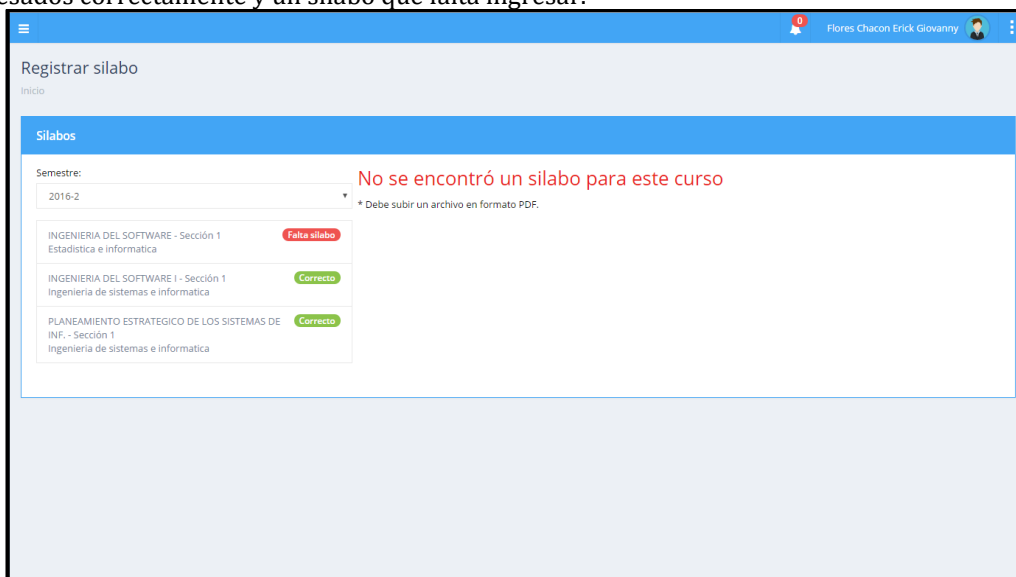 esados correctamente y un silabo que falta ingresar.
0
Flores Chacon Erick Giovanny
Registrar silabo
Inicio
Silabos
Semestre:
2016-2
No se encontró un silabo para este curso
* Debe subir un archivo en formato PDF.
INGENIERIA DEL SOFTWARE - Sección 1
Falta silabo
Estadistica e informatica
INGENIERIA DEL SOFTWARE I - Sección 1
Correcto
Ingenieria de sistemas e informatica
PLANEAMIENTO ESTRATEGICO DE LOS SISTEMAS DE
Correcto
INF. - Sección 1
Ingenieria de sistemas e informatica